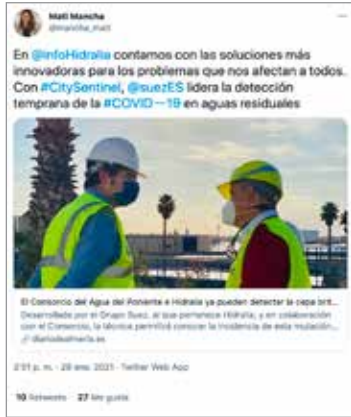 Mati Mancha
@mancha_mati
En @InfoHidralia contamos con las soluciones más
innovadoras para los problemas que nos afectan a todos.
Con #CitySentinel, @suezES lidera la detección
temprana de la #COVID—19 en aguas residuales
El Consorcio del Agua del Poniente e Hidralia ya pueden detectar la cepa brit...
Desarrollada por el Grupo Suez, al que pertenece Hidralia, y en colaboración
con el Consorcio, la técnica permitirá conocer la incidencia de esta mutación...
diariodealmeria.es
2:51 p. m. · 29 ene. 2021 · Twitter Web App
10 Retweets 27 Me gusta